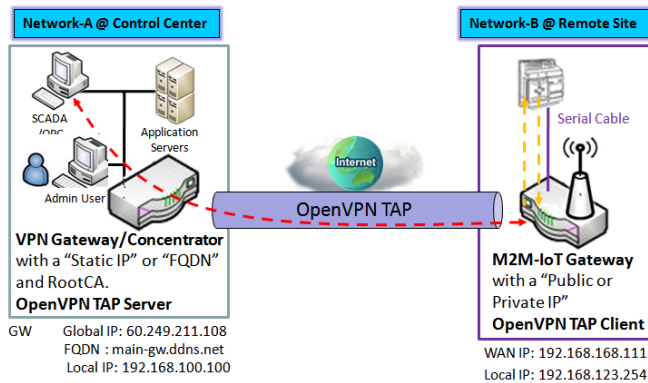 Network-A @ Control Center
Network-B @ Remote Site
SCADA
/OPC
Application
Servers
Admin User
Internet
OpenVPN TAP
Serial Cable
VPN Gateway/Concentrator
with a “Static IP” or “FQDN”
and RootCA.
OpenVPN TAP Server
GW Global IP: 60.249.211.108
FQDN : main-gw.ddns.net
Local IP: 192.168.100.100
M2M-IoT Gateway
with a “Public or
Private IP”
OpenVPN TAP Client
WAN IP: 192.168.168.111
Local IP: 192.168.123.254